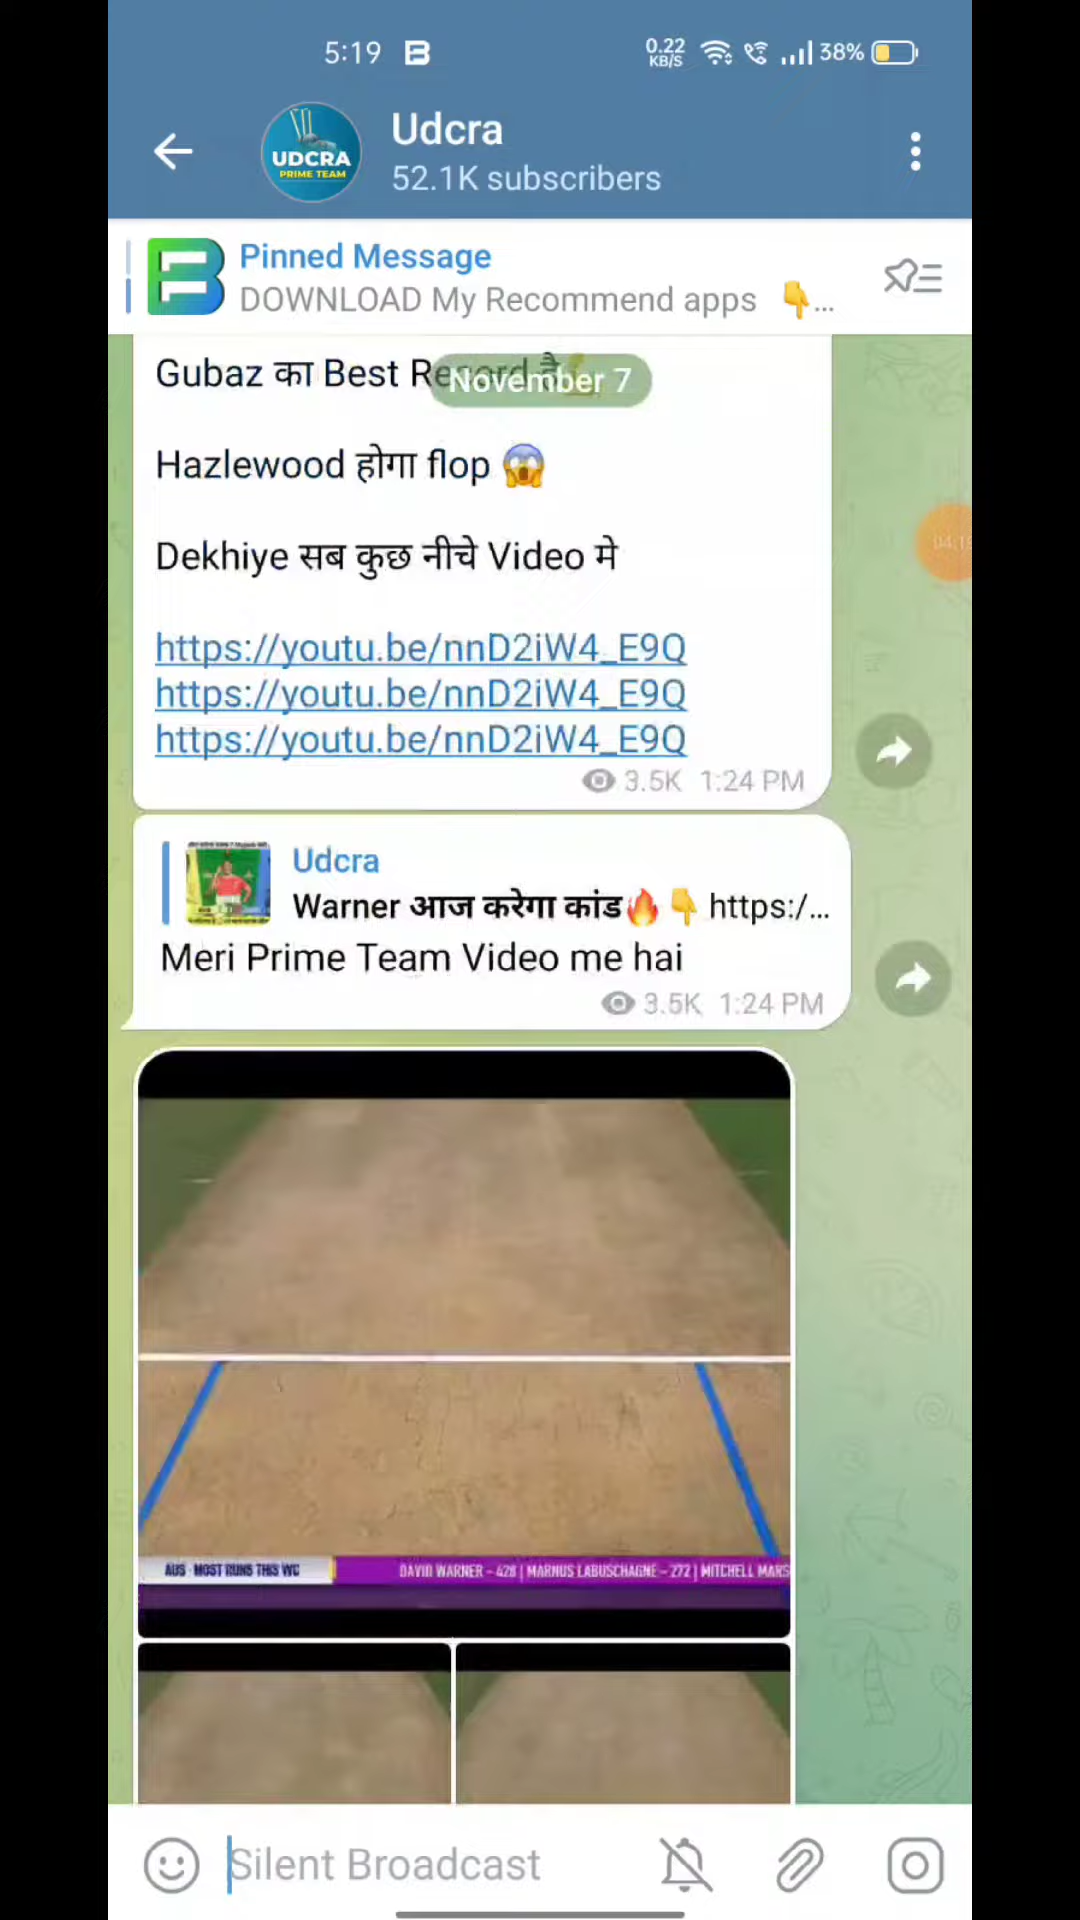 5:19
0.22
KB/S
38%
Udcra
52.1K subscribers
UDCRA
PRIME TEAM
Pinned Message
DOWNLOAD My Recommend apps 👇...
Gubaz का Best Record है
November 7
Hazlewood होगा flop 😱
Dekhiye सब कुछ नीचे Video मे
https://youtu.be/nnD2iW4_E9Q
https://youtu.be/nnD2iW4_E9Q
https://youtu.be/nnD2iW4_E9Q
3.5K 1:24 PM
Udcra
Warner आज करेगा कांड🔥👇 https:/...
Meri Prime Team Video me hai
3.5K 1:24 PM
AUS - MOST RUNS THIS WC
DAVID WARNER - 428 | MARNUS LABUSCHAGNE - 272 | MITCHELL MARS
Silent Broadcast